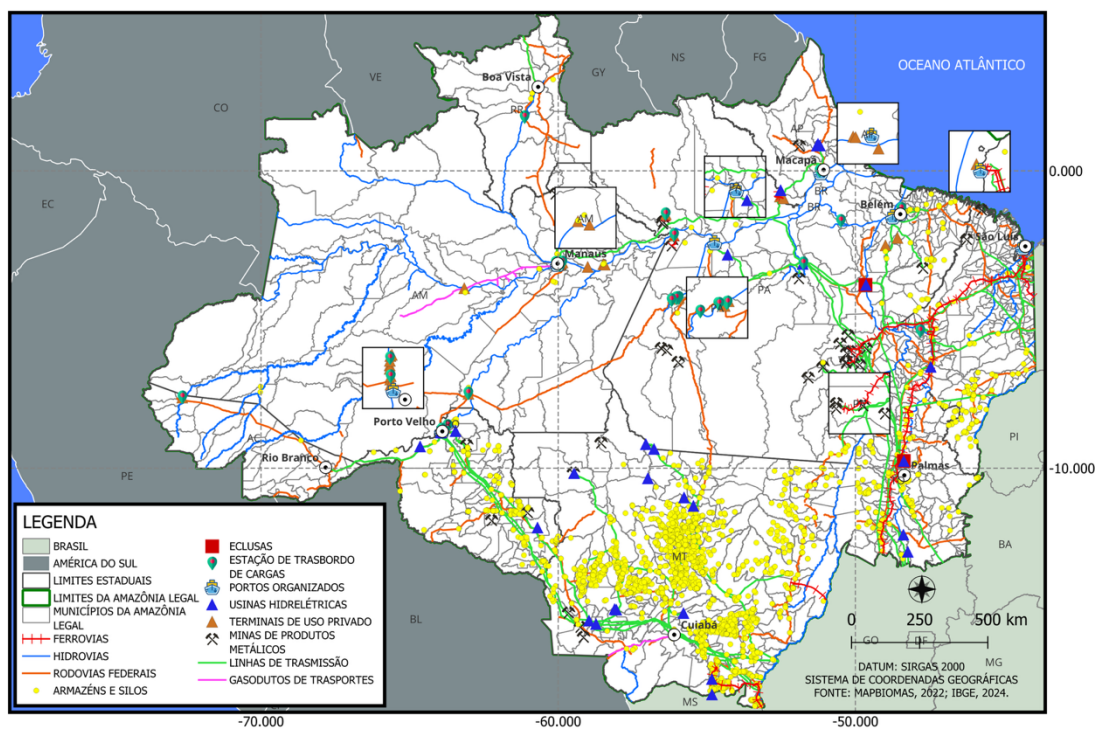 OCEANO ATLÂNTICO
VE
GY
NS
FG
CO
Boa Vista
RR
AP
Macapá
AP
0.000
EC
AM
BR
BR
Belém
São Luís
Manaus
AM
PA
PI
Porto Velho
AC
Rio Branco
PE
-10.000
Palmas
BA
MT
BL
Cuiabá
GO
DF
MG
MS
LEGENDA
BRASIL
AMÉRICA DO SUL
LIMITES ESTADUAIS
LIMITES DA AMAZÔNIA LEGAL
MUNICÍPIOS DA AMAZÔNIA
LEGAL
FERROVIAS
HIDROVIAS
RODOVIAS FEDERAIS
ARMAZÉNS E SILOS
ECLUSAS
ESTAÇÃO DE TRASBORDO
DE CARGAS
PORTOS ORGANIZADOS
USINAS HIDRELÉTRICAS
TERMINAIS DE USO PRIVADO
MINAS DE PRODUTOS
METÁLICOS
LINHAS DE TRASMISSÃO
GASODUTOS DE TRASPORTES
0 250 500 km
DATUM: SIRGAS 2000
SISTEMA DE COORDENADAS GEOGRÁFICAS
FONTE: MAPBIOMAS, 2022; IBGE, 2024.
-70.000 -60.000 -50.000